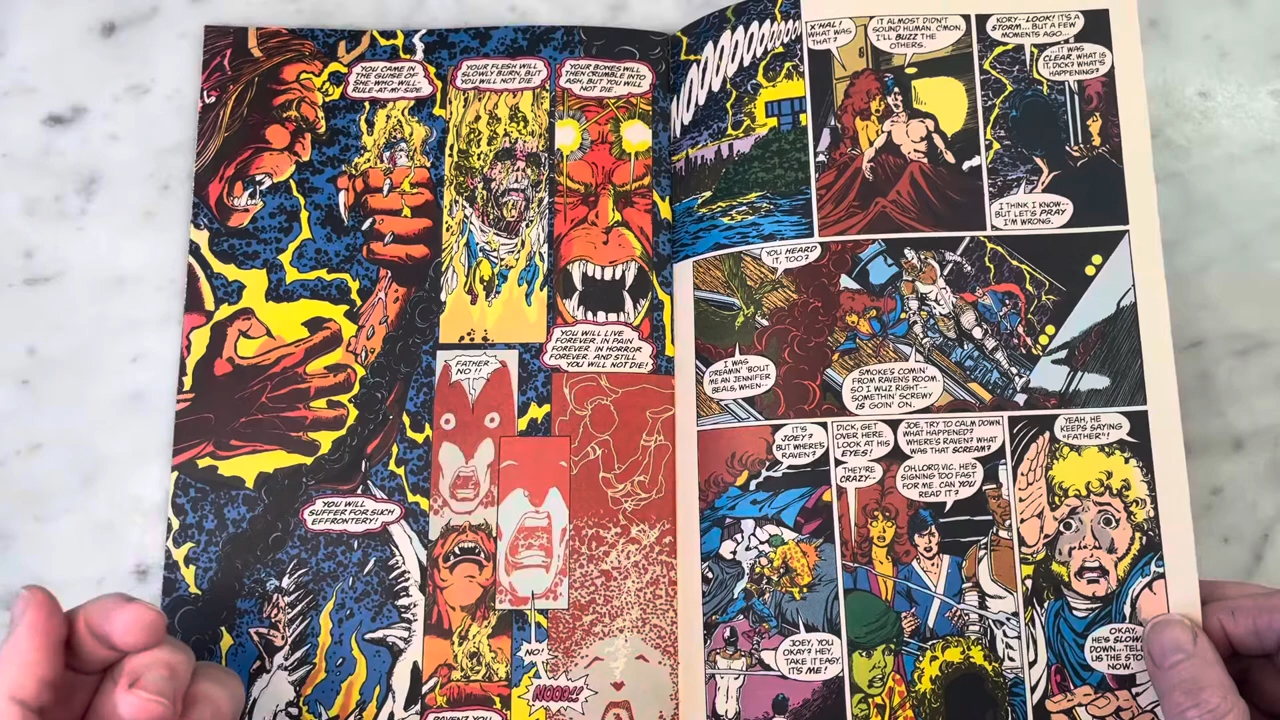 YOU CAME IN
THE GUISE OF
SHE-WHO-WILL-
RULE-AT-MY-SIDE.
YOUR FLESH WILL
SLOWLY BURN, BUT
YOU WILL NOT DIE.
YOUR BONES WILL
THEN CRUMBLE INTO
ASH, BUT YOU WILL
NOT DIE.
YOU WILL LIVE
FOREVER. IN PAIN
FOREVER. IN HORROR
FOREVER. AND STILL
YOU WILL NOT DIE!
FATHER--
NO!!
YOU WILL
SUFFER FOR SUCH
EFFRONTERY!
NO!
NOOO!!
RAVEN? YOU
NOOOOOOOOOOOO
X'HAL!
WHAT WAS
THAT?
IT ALMOST DIDN'T
SOUND HUMAN. C'MON.
I'LL BUZZ THE
OTHERS.
KORY--LOOK! IT'S A
STORM... BUT A FEW
MOMENTS AGO...
...IT WAS
CLEAR. WHAT IS
IT, DICK? WHAT'S
HAPPENING?
I THINK I KNOW--
BUT LET'S PRAY
I'M WRONG.
YOU HEARD
IT, TOO?
I WAS
DREAMIN' 'BOUT
ME AN JENNIFER
BEALS, WHEN--
SMOKE'S COMIN'
FROM RAVEN'S ROOM.
SO I WUZ RIGHT--
SOMETHIN' SCREWY
IS GOIN' ON.
IT'S
JOEY?
BUT WHERE'S
RAVEN?
JOEY, YOU
OKAY? HEY,
TAKE IT EASY.
IT'S ME!
DICK, GET
OVER HERE.
LOOK AT HIS
EYES!
THEY'RE
CRAZY--
JOE, TRY TO CALM DOWN.
WHAT HAPPENED?
WHERE'S RAVEN? WHAT
WAS THAT SCREAM?
OH, LORD, VIC. HE'S
SIGNING TOO FAST
FOR ME. CAN YOU
READ IT?
YEAH, HE
KEEPS SAYING
"FATHER"!
OKAY,
HE'S SLOW
DOWN...TELL
US THE STO
NOW.